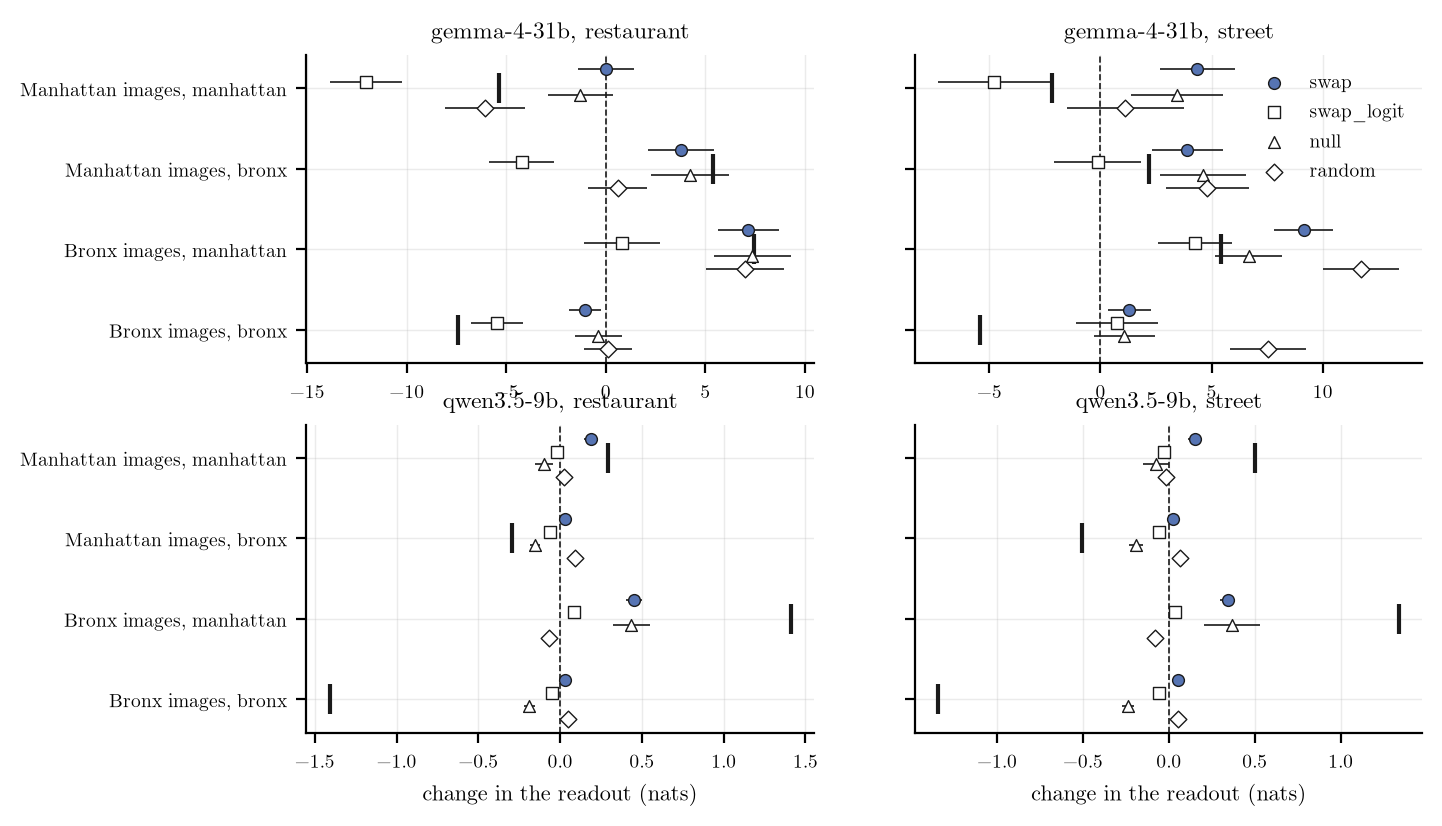 gemma-4-31b, restaurant
gemma-4-31b, street
Manhattan images, manhattan
Manhattan images, bronx
Bronx images, manhattan
Bronx images, bronx
swap
swap_logit
null
random
−15 −10 −5 0 5 10
−5 0 5 10
qwen3.5-9b, restaurant
qwen3.5-9b, street
Manhattan images, manhattan
Manhattan images, bronx
Bronx images, manhattan
Bronx images, bronx
−1.5 −1.0 −0.5 0.0 0.5 1.0 1.5
−1.0 −0.5 0.0 0.5 1.0
change in the readout (nats)
change in the readout (nats)